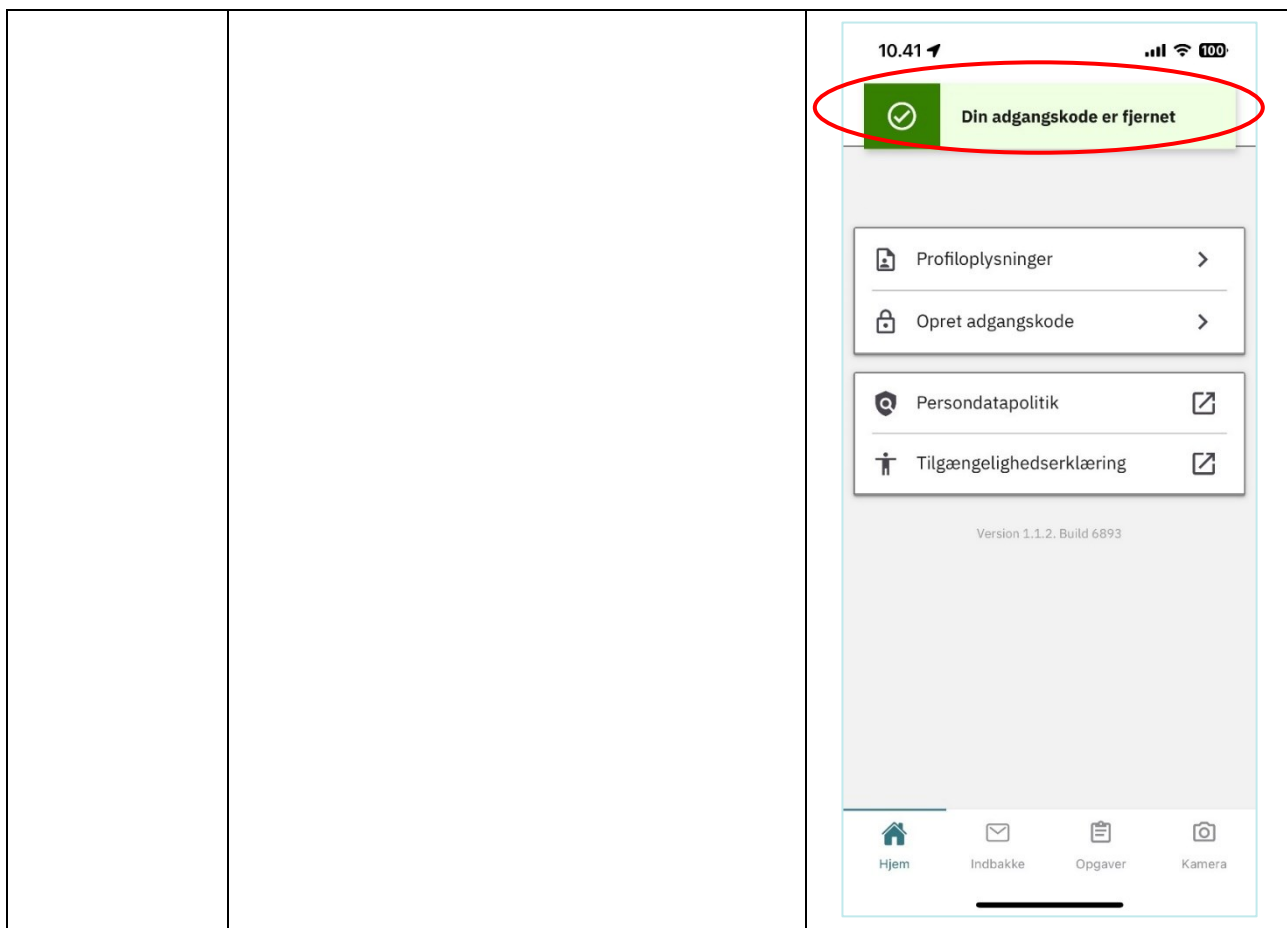 10.41
100
Din adgangskode er fjernet
Profiloplysninger
Opret adgangskode
Persondatapolitik
Tilgængelighedserklæring
Version 1.1.2. Build 6893
Hjem
Indbakke
Opgaver
Kamera